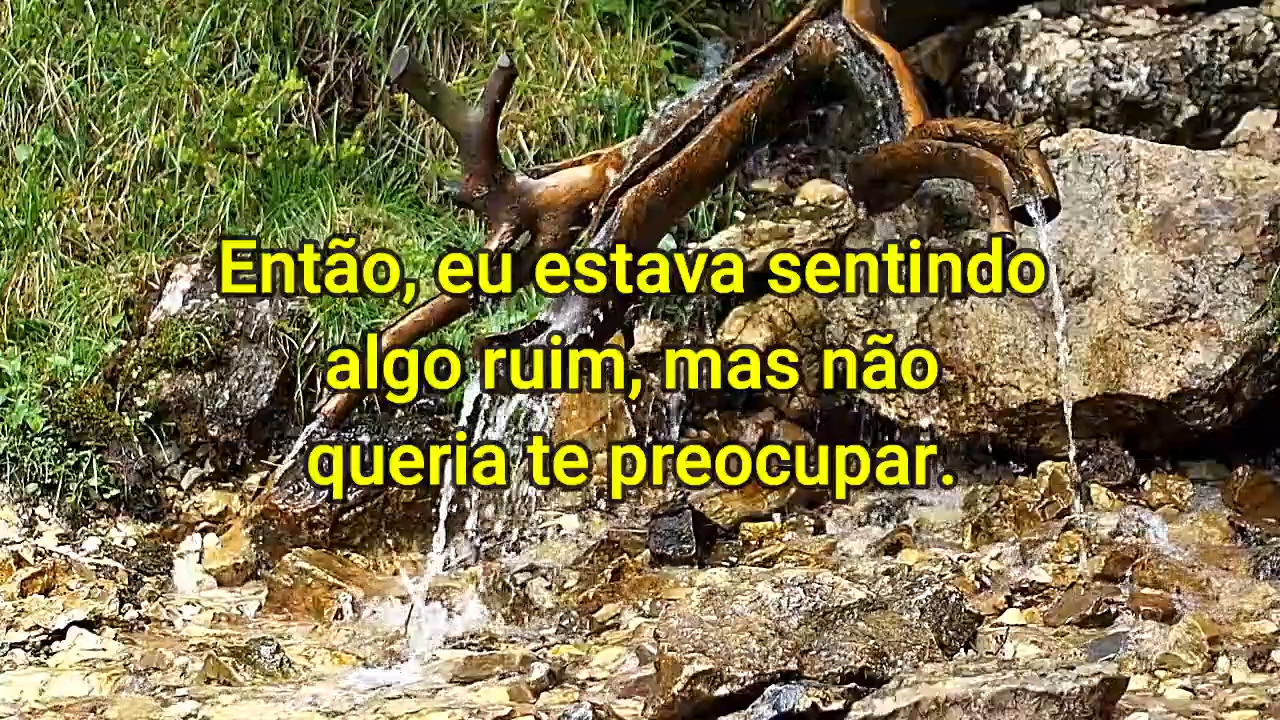 Então, eu estava sentindo
algo ruim, mas não
queria te preocupar.